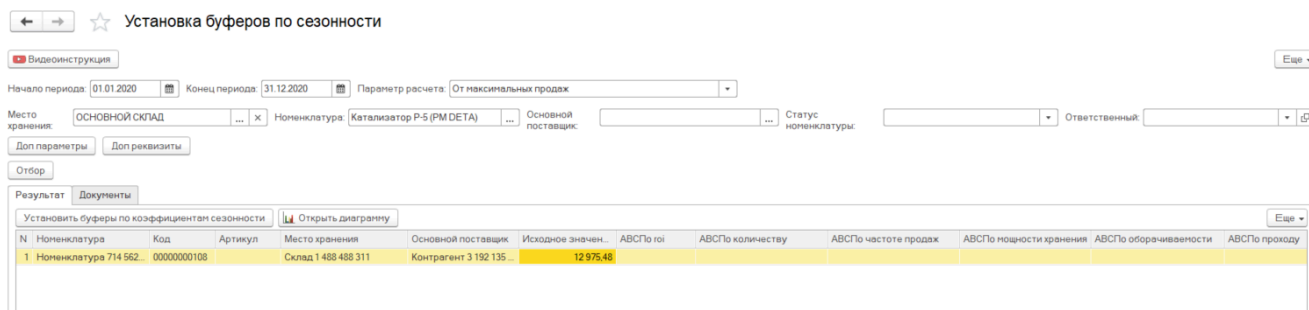 Установка буферов по сезонности
Видеоинструкция
Еще
Начало периода: 01.01.2020 Конец периода: 31.12.2020 Параметр расчета: От максимальных продаж
Место хранения: ОСНОВНОЙ СКЛАД ... × Номенклатура: Катализатор Р-5 (PM DETA) ... Основной поставщик: ... Статус номенклатуры: Ответственный:
Доп параметры Доп реквизиты
Отбор
Результат Документы
Установить буферы по коэффициентам сезонности Открыть диаграмму Еще
N Номенклатура Код Артикул Место хранения Основной поставщик Исходное значен... АВСПо roi АВСПо количеству АВСПо частоте продаж АВСПо мощности хранения АВСПо оборачиваемости АВСПо проходу
1 Номенклатура 714 562... 00000000108 Склад 1 488 488 311 Контрагент 3 192 135 ... 12 975,48